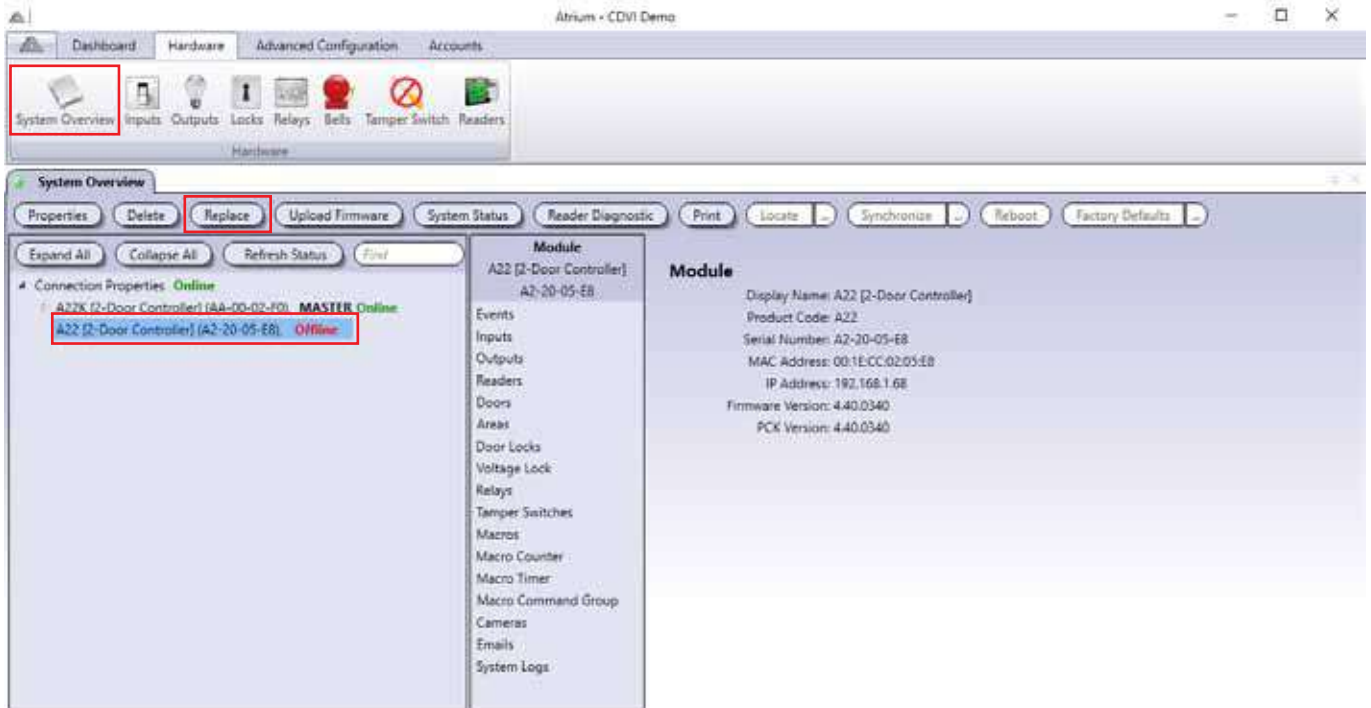 Atrium - CDVI Demo
Dashboard Hardware Advanced Configuration Accounts
System Overview Inputs Outputs Locks Relays Bells Tamper Switch Readers
Hardware
System Overview
Properties Delete Replace Upload Firmware System Status Reader Diagnostic Print Locate ... Synchronize ... Reboot Factory Defaults ...
Expand All Collapse All Refresh Status Find
Connection Properties Online
A22K [2-Door Controller] (AA-00-02-F0), MASTER Online
A22 [2-Door Controller] (A2-20-05-E8), Offline
Module
A22 [2-Door Controller]
A2-20-05-E8
Events
Inputs
Outputs
Readers
Doors
Areas
Door Locks
Voltage Lock
Relays
Tamper Switches
Macros
Macro Counter
Macro Timer
Macro Command Group
Cameras
Emails
System Logs
Module
Display Name: A22 [2-Door Controller]
Product Code: A22
Serial Number: A2-20-05-E8
MAC Address: 00:1E:CC:02:05:E8
IP Address: 192.168.1.68
Firmware Version: 4.40.0340
PCK Version: 4.40.0340